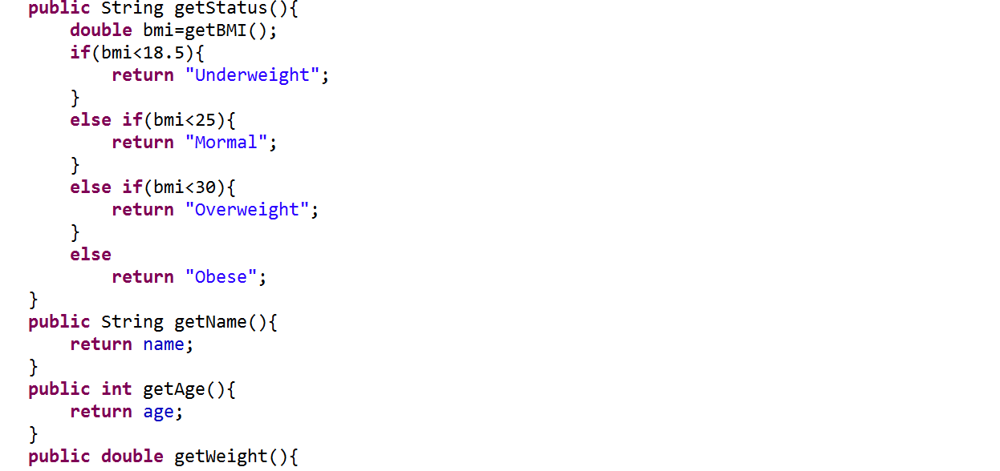 public String getStatus(){
double bmi=getBMI();
if(bmi<18.5){
return "Underweight";
}
else if(bmi<25){
return "Mormal";
}
else if(bmi<30){
return "Overweight";
}
else
return "Obese";
}
public String getName(){
return name;
}
public int getAge(){
return age;
}
public double getWeight(){